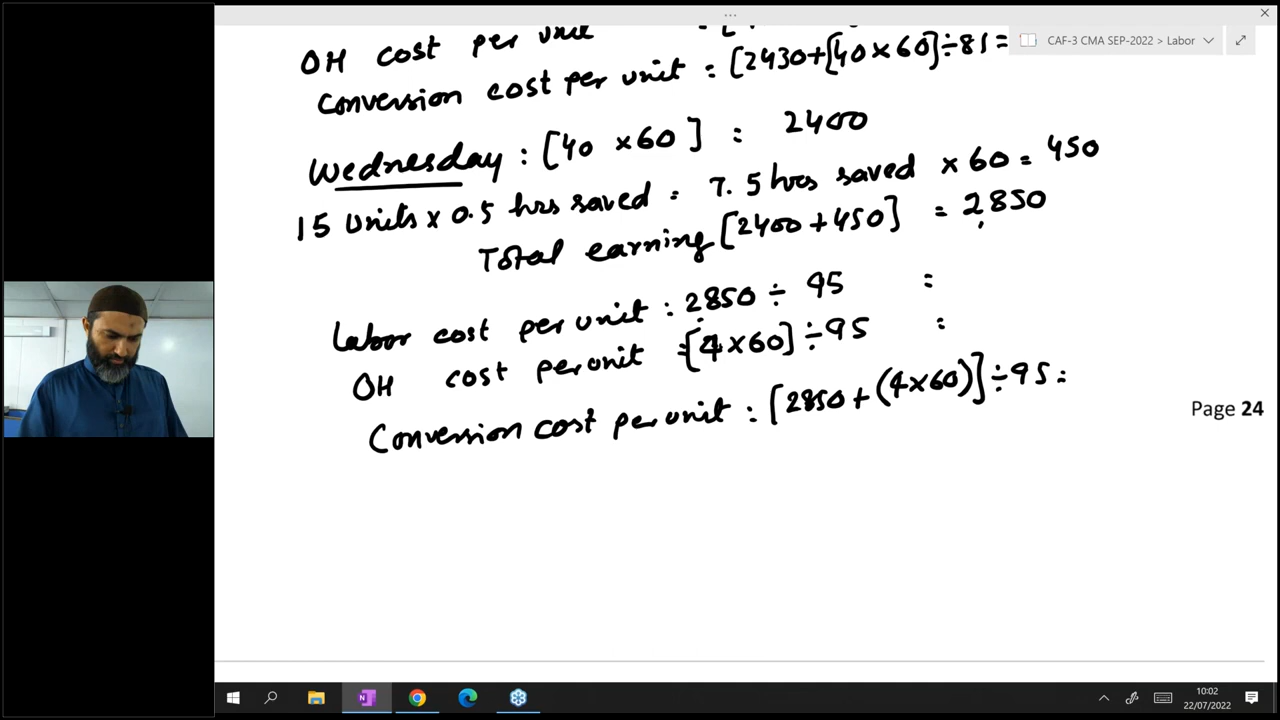 OH cost per unit
CAF-3 CMA SEP-2022 > Labor
Conversion cost per unit : [2430+[40×60]÷81=
Wednesday : [40 ×60] : 2400
15 Units × 0.5 hrs saved = 7.5 hrs saved × 60 = 450
Total earning [2400+450] = 2850
Labor cost per unit : 2850 ÷ 95 =
OH cost per unit =[4×60]÷95 :
Conversion cost per unit : [2850+(4×60)]÷95=
Page 24
10:02
22/07/2022